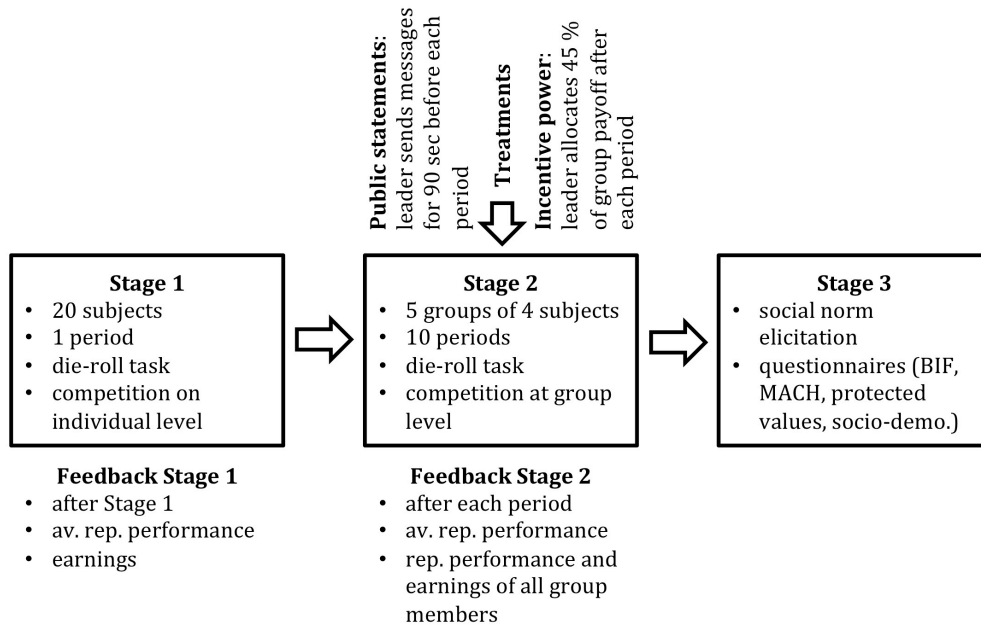 Public statements:
leader sends messages
for 90 sec before each
period
Treatments
Incentive power:
leader allocates 45 %
of group payoff after
each period
Stage 1
• 20 subjects
• 1 period
• die-roll task
• competition on
individual level
Stage 2
• 5 groups of 4 subjects
• 10 periods
• die-roll task
• competition at group
level
Stage 3
• social norm
elicitation
• questionnaires (BIF,
MACH, protected
values, socio-demo.)
Feedback Stage 1
• after Stage 1
• av. rep. performance
• earnings
Feedback Stage 2
• after each period
• av. rep. performance
• rep. performance and
earnings of all group
members